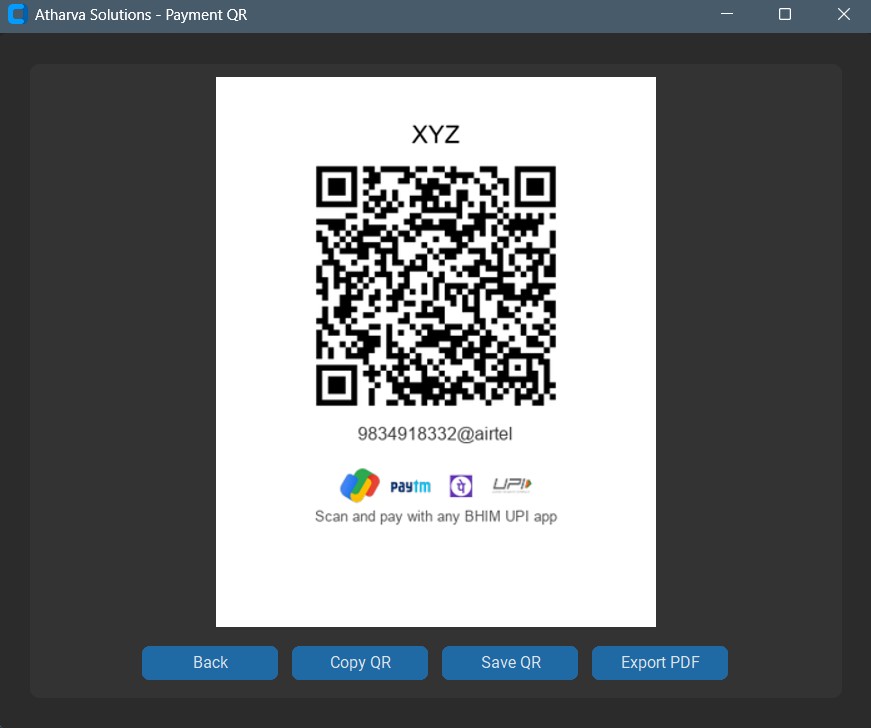 Atharva Solutions - Payment QR
XYZ
9834918332@airtel
paytm पे UPI
Scan and pay with any BHIM UPI app
Back Copy QR Save QR Export PDF